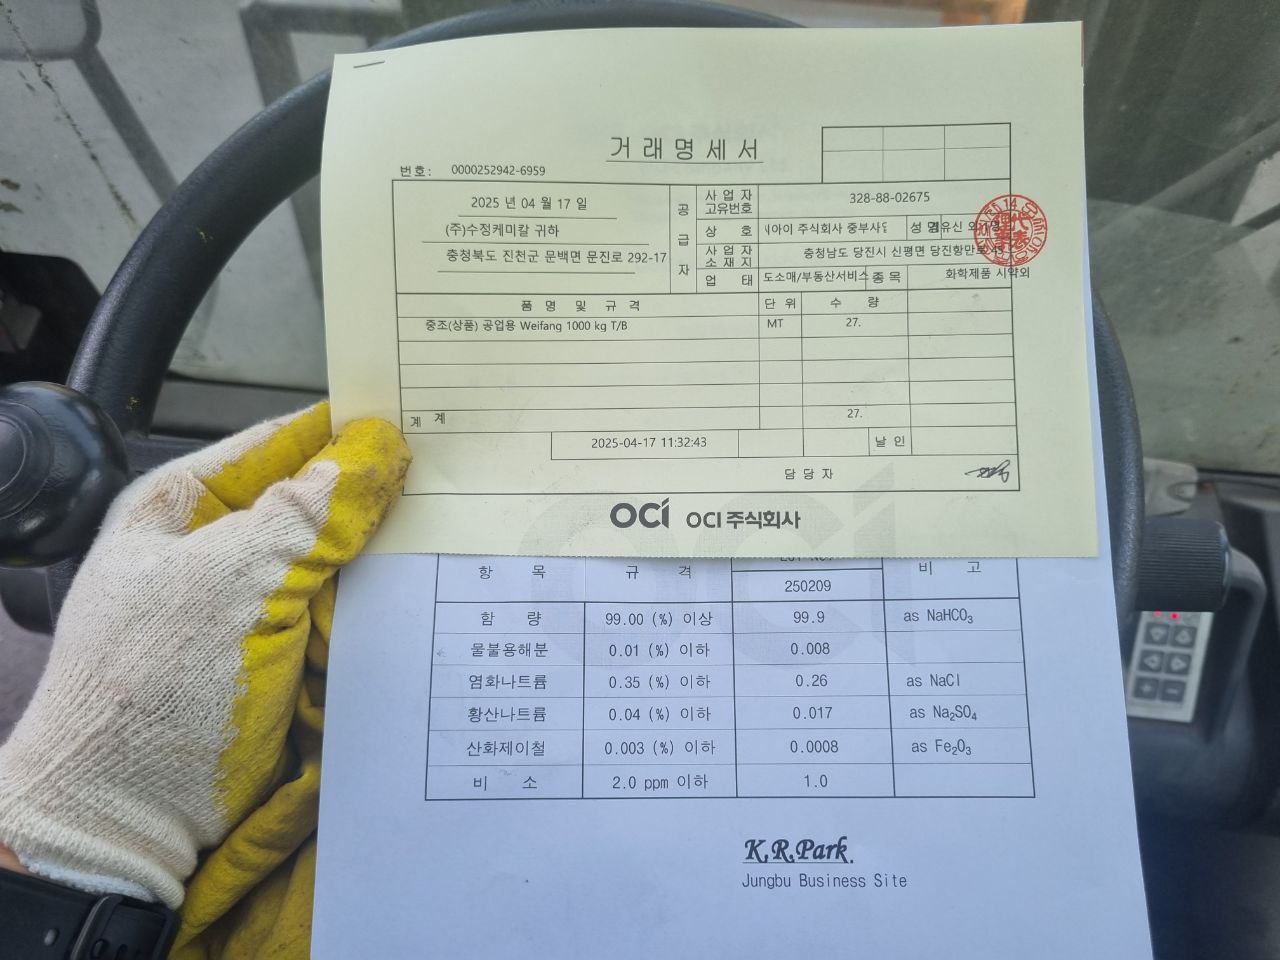 거래명세서
번호: 0000252942-6959
2025 년 04 월 17 일
(주)수정케미칼 귀하
충청북도 진천군 문백면 문진로 292-17
공급자
사업자 고유번호 328-88-02675
상 호 아이 주식회사 중부사 성 명 유신 외
사업자 소재지 충청남도 당진시 신평면 당진항만로
업 태 도소매/부동산서비스 종목 화학제품 시약외
품 명 및 규 격 단 위 수 량
중조(상품) 공업용 Weifang 1000 kg T/B MT 27.
계 계 27.
2025-04-17 11:32:43 날 인
담 당 자
OCI OCI 주식회사
항 목 규 격 비 고
250209
함 량 99.00 (%) 이상 99.9 as NaHCO₃
물불용해분 0.01 (%) 이하 0.008
염화나트륨 0.35 (%) 이하 0.26 as NaCl
황산나트륨 0.04 (%) 이하 0.017 as Na₂SO₄
산화제이철 0.003 (%) 이하 0.0008 as Fe₂O₃
비 소 2.0 ppm 이하 1.0
K.R.Park.
Jungbu Business Site